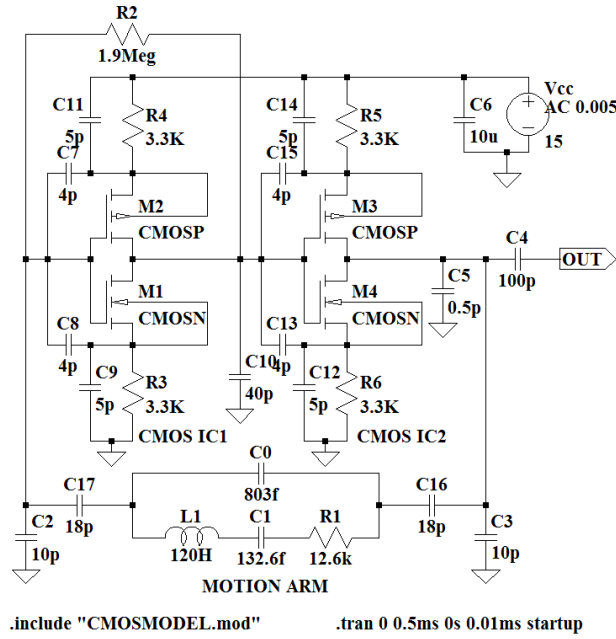 R2
1.9Meg
C11
5p
R4
3.3K
C14
5p
R5
3.3K
C6
10u
Vcc
AC 0.005
15
C7
4p
C15
4p
M2
CMOSP
M3
CMOSP
C4
100p
OUT
M1
CMOSN
M4
CMOSN
C5
0.5p
C8
4p
C13
4p
C9
5p
R3
3.3K
C10
40p
C12
5p
R6
3.3K
CMOS IC1
CMOS IC2
C0
803f
C17
18p
C16
18p
C2
10p
L1
120H
C1
132.6f
R1
12.6k
C3
10p
MOTION ARM
.include "CMOSMODEL.mod"
.tran 0 0.5ms 0s 0.01ms startup